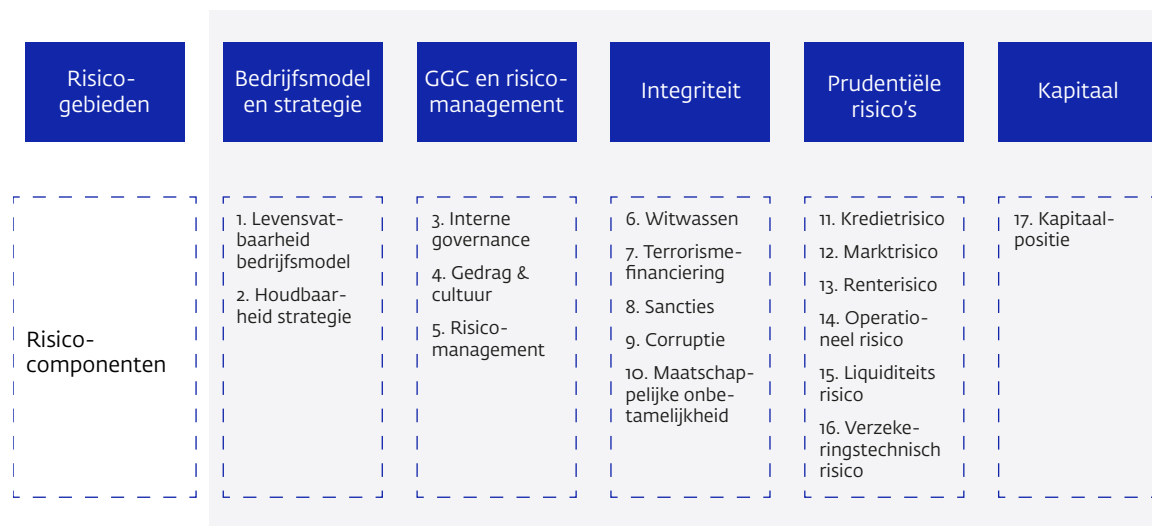 Risico-
gebieden
Bedrijfsmodel
en strategie
GGC en risico-
management
Integriteit
Prudentiële
risico's
Kapitaal
Risico-
componenten
1. Levensvat-
baarheid
bedrijfsmodel
2. Houdbaar-
heid strategie
3. Interne
governance
4. Gedrag &
cultuur
5. Risico-
management
6. Witwassen
7. Terrorisme-
financiering
8. Sancties
9. Corruptie
10. Maatschap-
pelijke onbe-
tamelijkheid
11. Kredietrisico
12. Marktrisico
13. Renterisico
14. Operatio-
neel risico
15. Liquiditeits
risico
16. Verzeke-
ringstechnisch
risico
17. Kapitaal-
positie